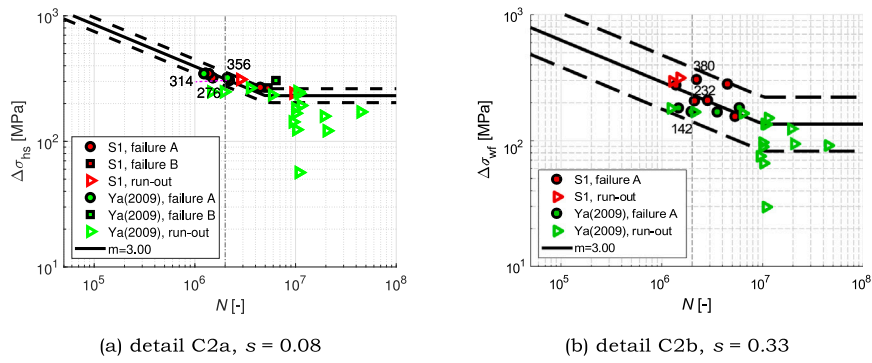 10³
10²
10¹
Δσhs [MPa]
356
314
276
S1, failure A
S1, failure B
S1, run-out
Ya(2009), failure A
Ya(2009), failure B
Ya(2009), run-out
m=3.00
10⁵ 10⁶ 10⁷ 10⁸
N [-]
(a) detail C2a, s = 0.08
10³
10²
10¹
Δσwf [MPa]
380
232
142
S1, failure A
S1, run-out
Ya(2009), failure A
Ya(2009), run-out
m=3.00
10⁵ 10⁶ 10⁷ 10⁸
N [-]
(b) detail C2b, s = 0.33